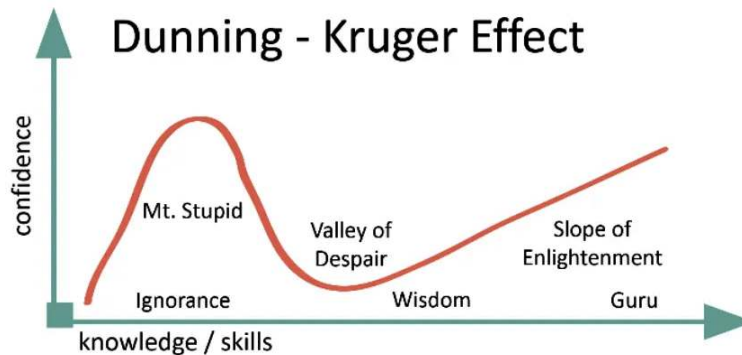 Dunning - Kruger Effect
confidence
Mt. Stupid
Valley of
Despair
Slope of
Enlightenment
Ignorance
Wisdom
Guru
knowledge / skills